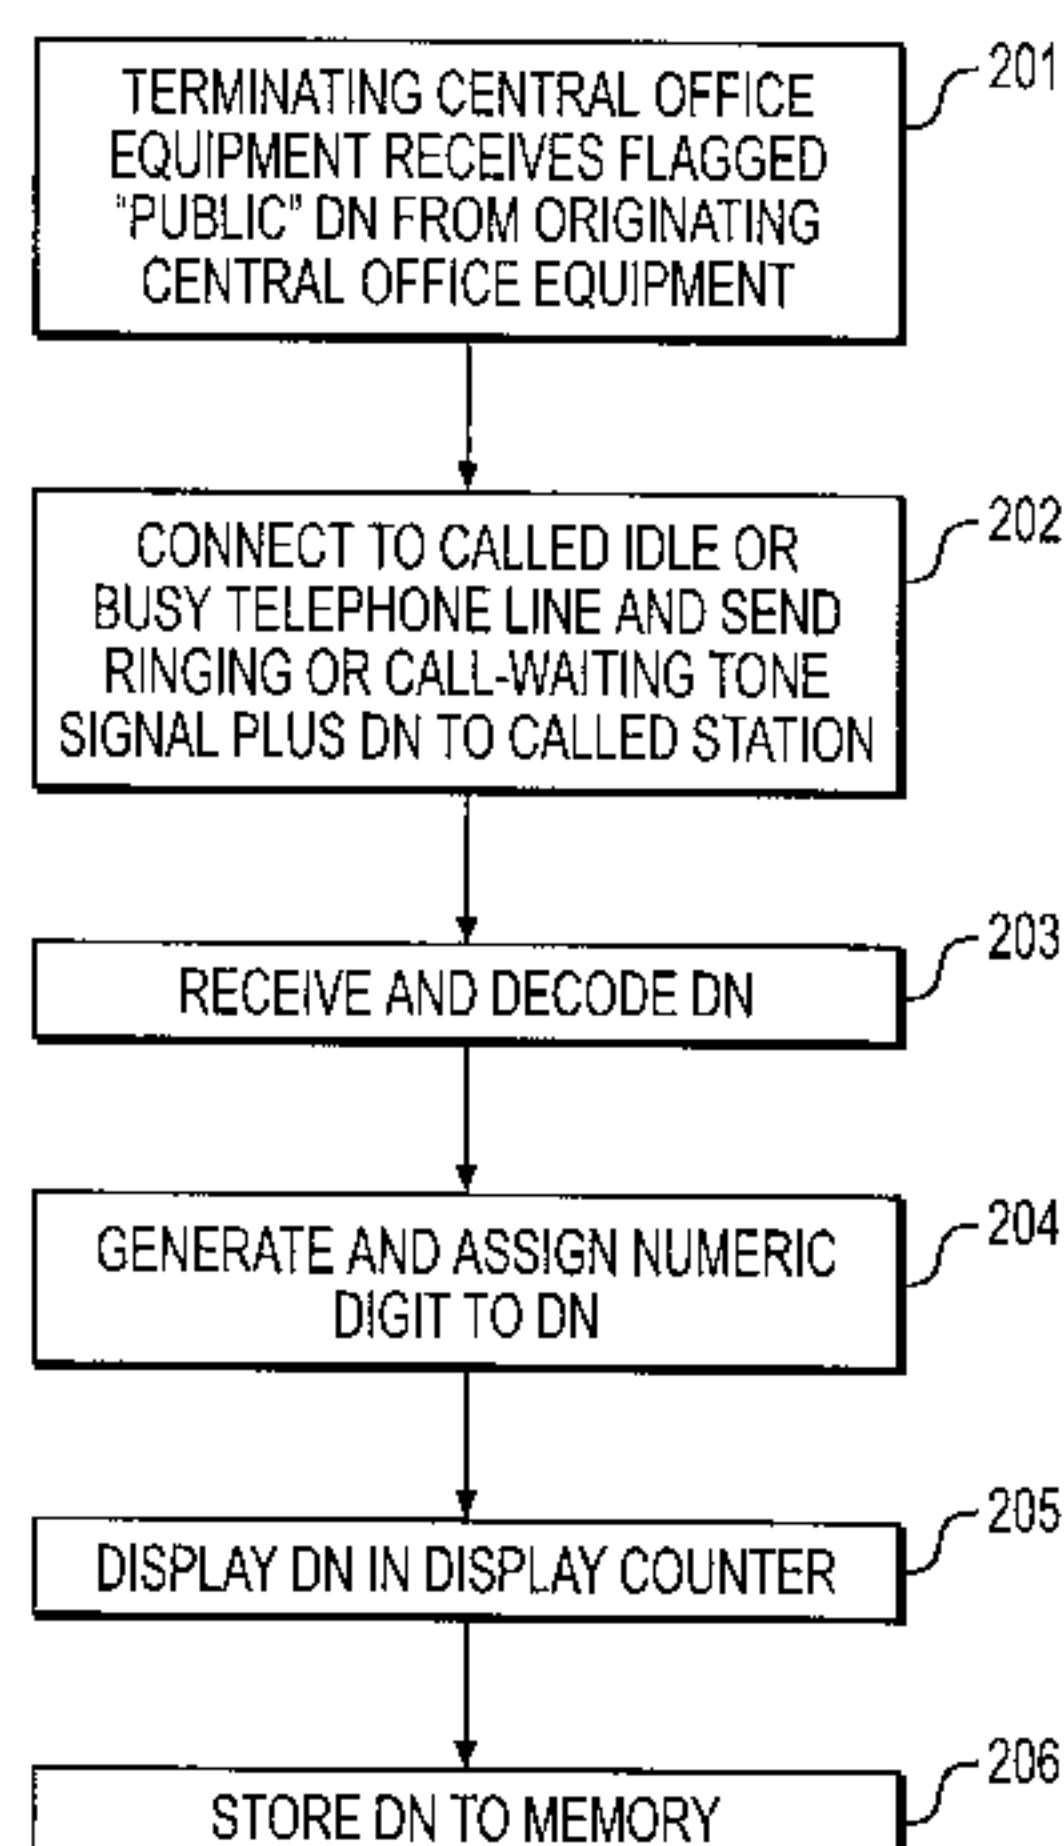 TERMINATING CENTRAL OFFICE
EQUIPMENT RECEIVES FLAGGED
"PUBLIC" DN FROM ORIGINATING
CENTRAL OFFICE EQUIPMENT
201
CONNECT TO CALLED IDLE OR
BUSY TELEPHONE LINE AND SEND
RINGING OR CALL-WAITING TONE
SIGNAL PLUS DN TO CALLED STATION
202
RECEIVE AND DECODE DN
203
GENERATE AND ASSIGN NUMERIC
DIGIT TO DN
204
DISPLAY DN IN DISPLAY COUNTER
205
STORE DN TO MEMORY
206